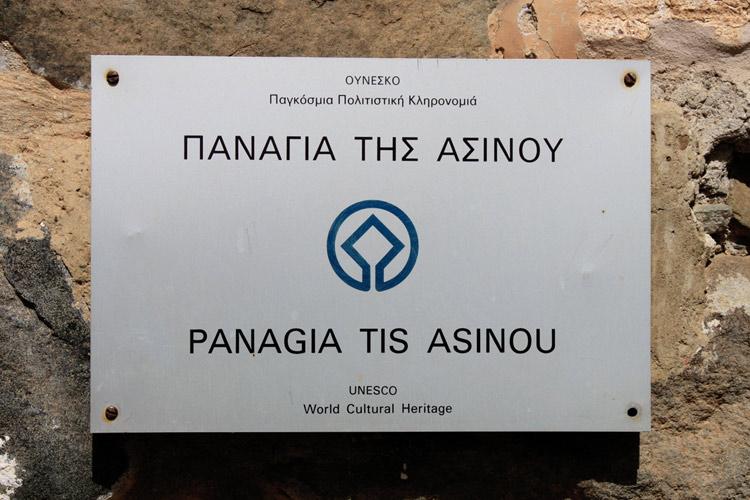 ΟΥΝΕΣΚΟ
Παγκόσμια Πολιτιστική Κληρονομιά
ΠΑΝΑΓΙΑ ΤΗΣ ΑΣΙΝΟΥ
PANAGIA TIS ASINOU
UNESCO
World Cultural Heritage